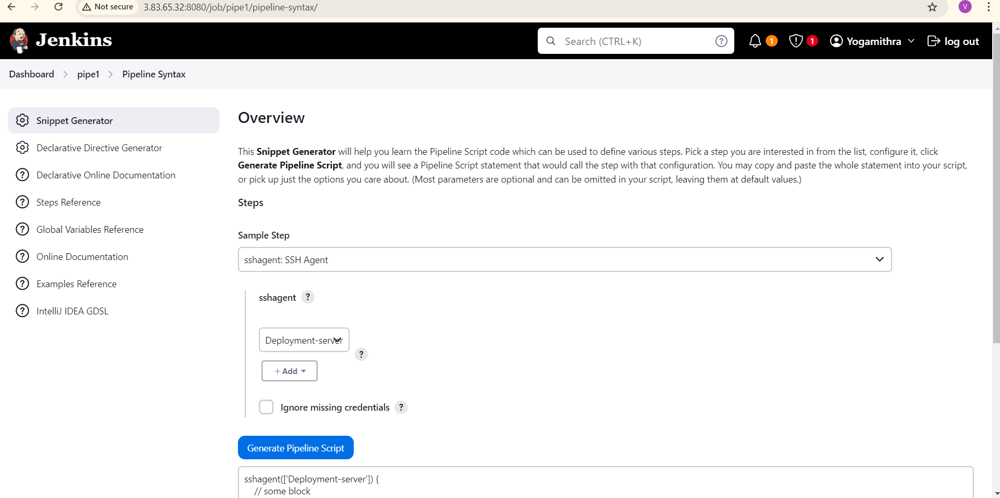 Not secure
3.83.65.32:8080/job/pipe1/pipeline-syntax/
V
Jenkins
Search (CTRL+K)
?
1
1
Yogamithra
log out
Dashboard
pipe1
Pipeline Syntax
Snippet Generator
Declarative Directive Generator
Declarative Online Documentation
Steps Reference
Global Variables Reference
Online Documentation
Examples Reference
IntelliJ IDEA GDSL
Overview
This Snippet Generator will help you learn the Pipeline Script code which can be used to define various steps. Pick a step you are interested in from the list, configure it, click
Generate Pipeline Script, and you will see a Pipeline Script statement that would call the step with that configuration. You may copy and paste the whole statement into your script,
or pick up just the options you care about. (Most parameters are optional and can be omitted in your script, leaving them at default values.)
Steps
Sample Step
sshagent: SSH Agent
sshagent ?
Deployment-server
?
+ Add
Ignore missing credentials ?
Generate Pipeline Script
sshagent(['Deployment-server']) {
// some block